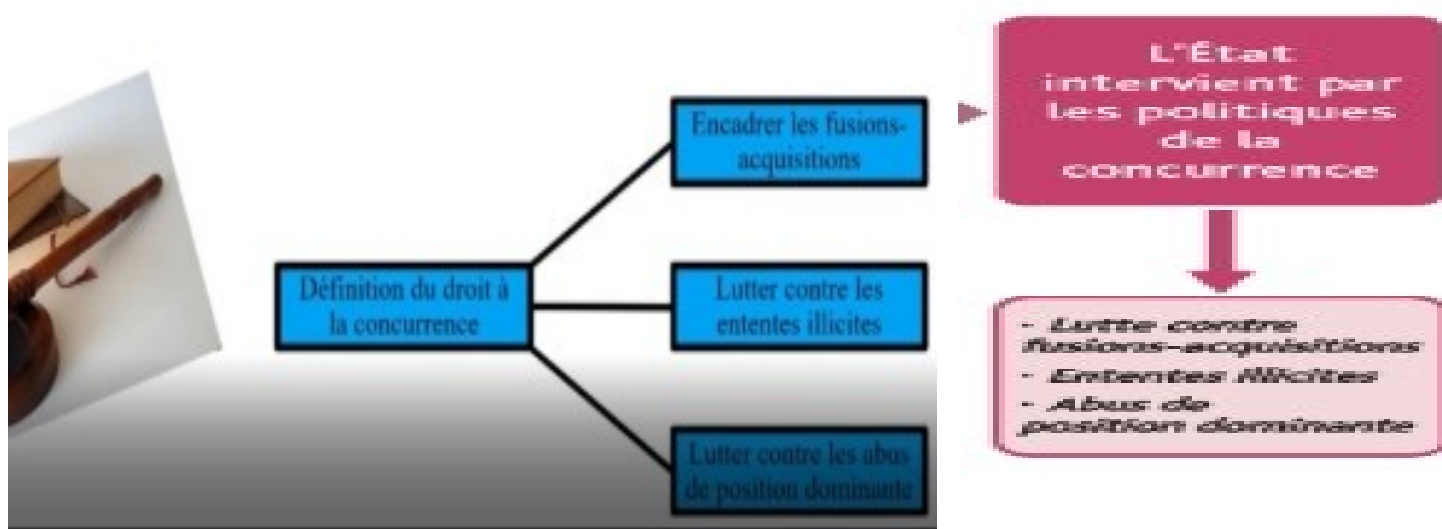 Encadrer les fusions-
acquisitions
Définition du droit à
la concurrence
Lutter contre les
ententes illicites
Lutter contre les abus
de position dominante
L'État
intervient par
les politiques
de la
concurrence
- Lutte contre
fusions-acquisitions
- Ententes illicites
- Abus de
position dominante